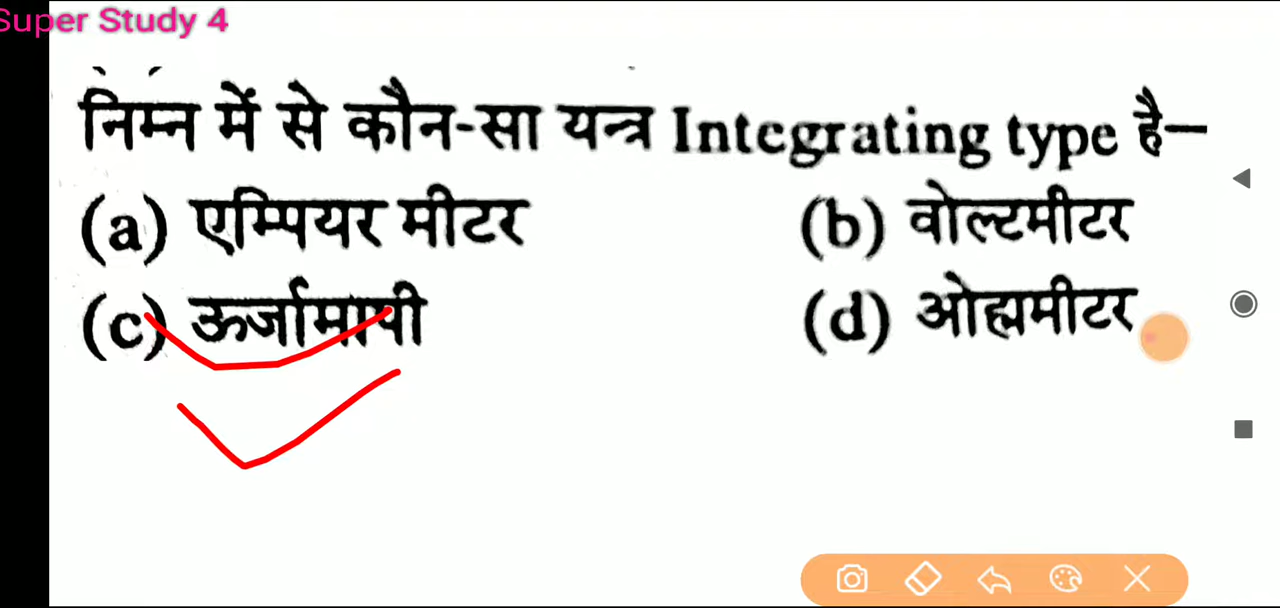 Super Study 4
निम्न में से कौन-सा यन्त्र Integrating type है—
(a) एम्पियर मीटर (b) वोल्टमीटर
(c) ऊर्जामापी (d) ओह्ममीटर